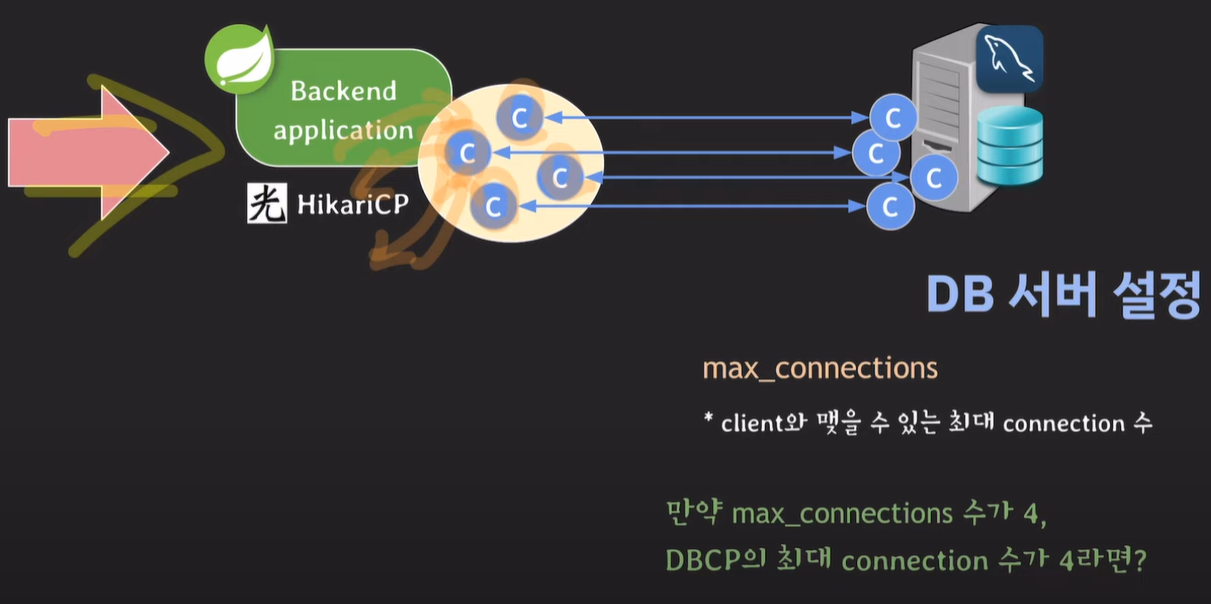 Backend
application
光 HikariCP
C
C
C
C
C
C
C
C
DB 서버 설정
max_connections
* client와 맺을 수 있는 최대 connection 수
만약 max_connections 수가 4,
DBCP의 최대 connection 수가 4라면?